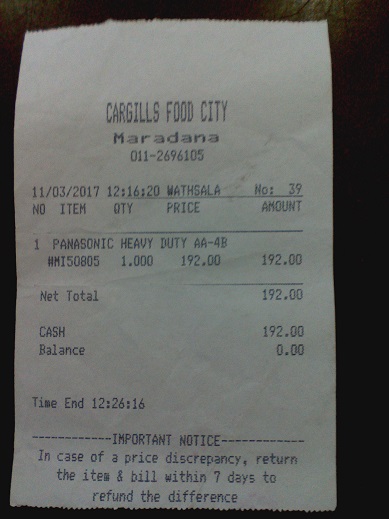 CARGILLS FOOD CITY
Maradana
011-2696105
11/03/2017 12:16:20 WATHSALA No: 39
NO ITEM QTY PRICE AMOUNT
1 PANASONIC HEAVY DUTY AA-4B
#MI50805 1.000 192.00 192.00
Net Total 192.00
CASH 192.00
Balance 0.00
Time End 12:26:16
------------IMPORTANT NOTICE------------
In case of a price discrepancy, return
the item & bill within 7 days to
refund the difference